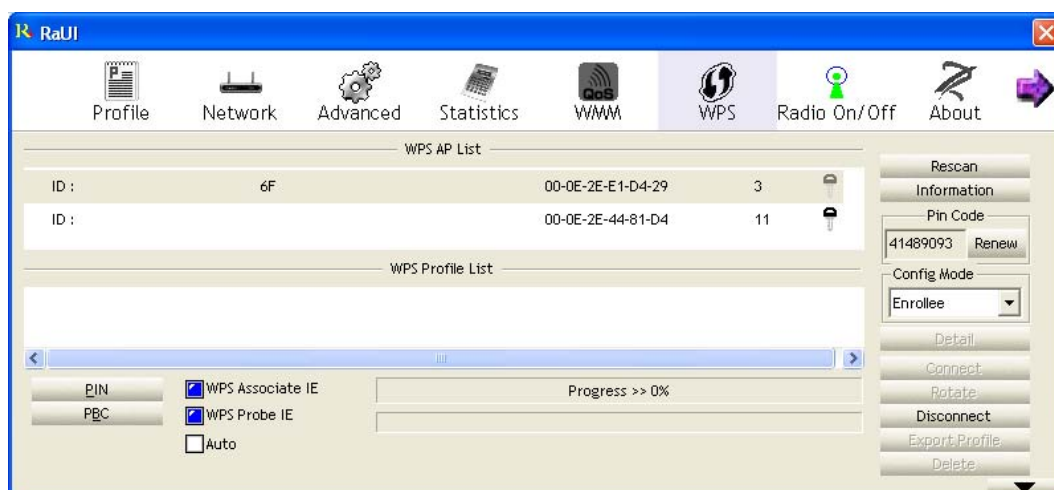 RaUI
Profile Network Advanced Statistics QoS WMM WPS Radio On/Off About
WPS AP List
ID : 6F 00-0E-2E-E1-D4-29 3
ID : 00-0E-2E-44-81-D4 11
WPS Profile List
Rescan
Information
Pin Code
41489093 Renew
Config Mode
Enrollee
Detail
Connect
Rotate
Disconnect
Export Profile
Delete
PIN
PBC
WPS Associate IE
WPS Probe IE
Auto
Progress >> 0%